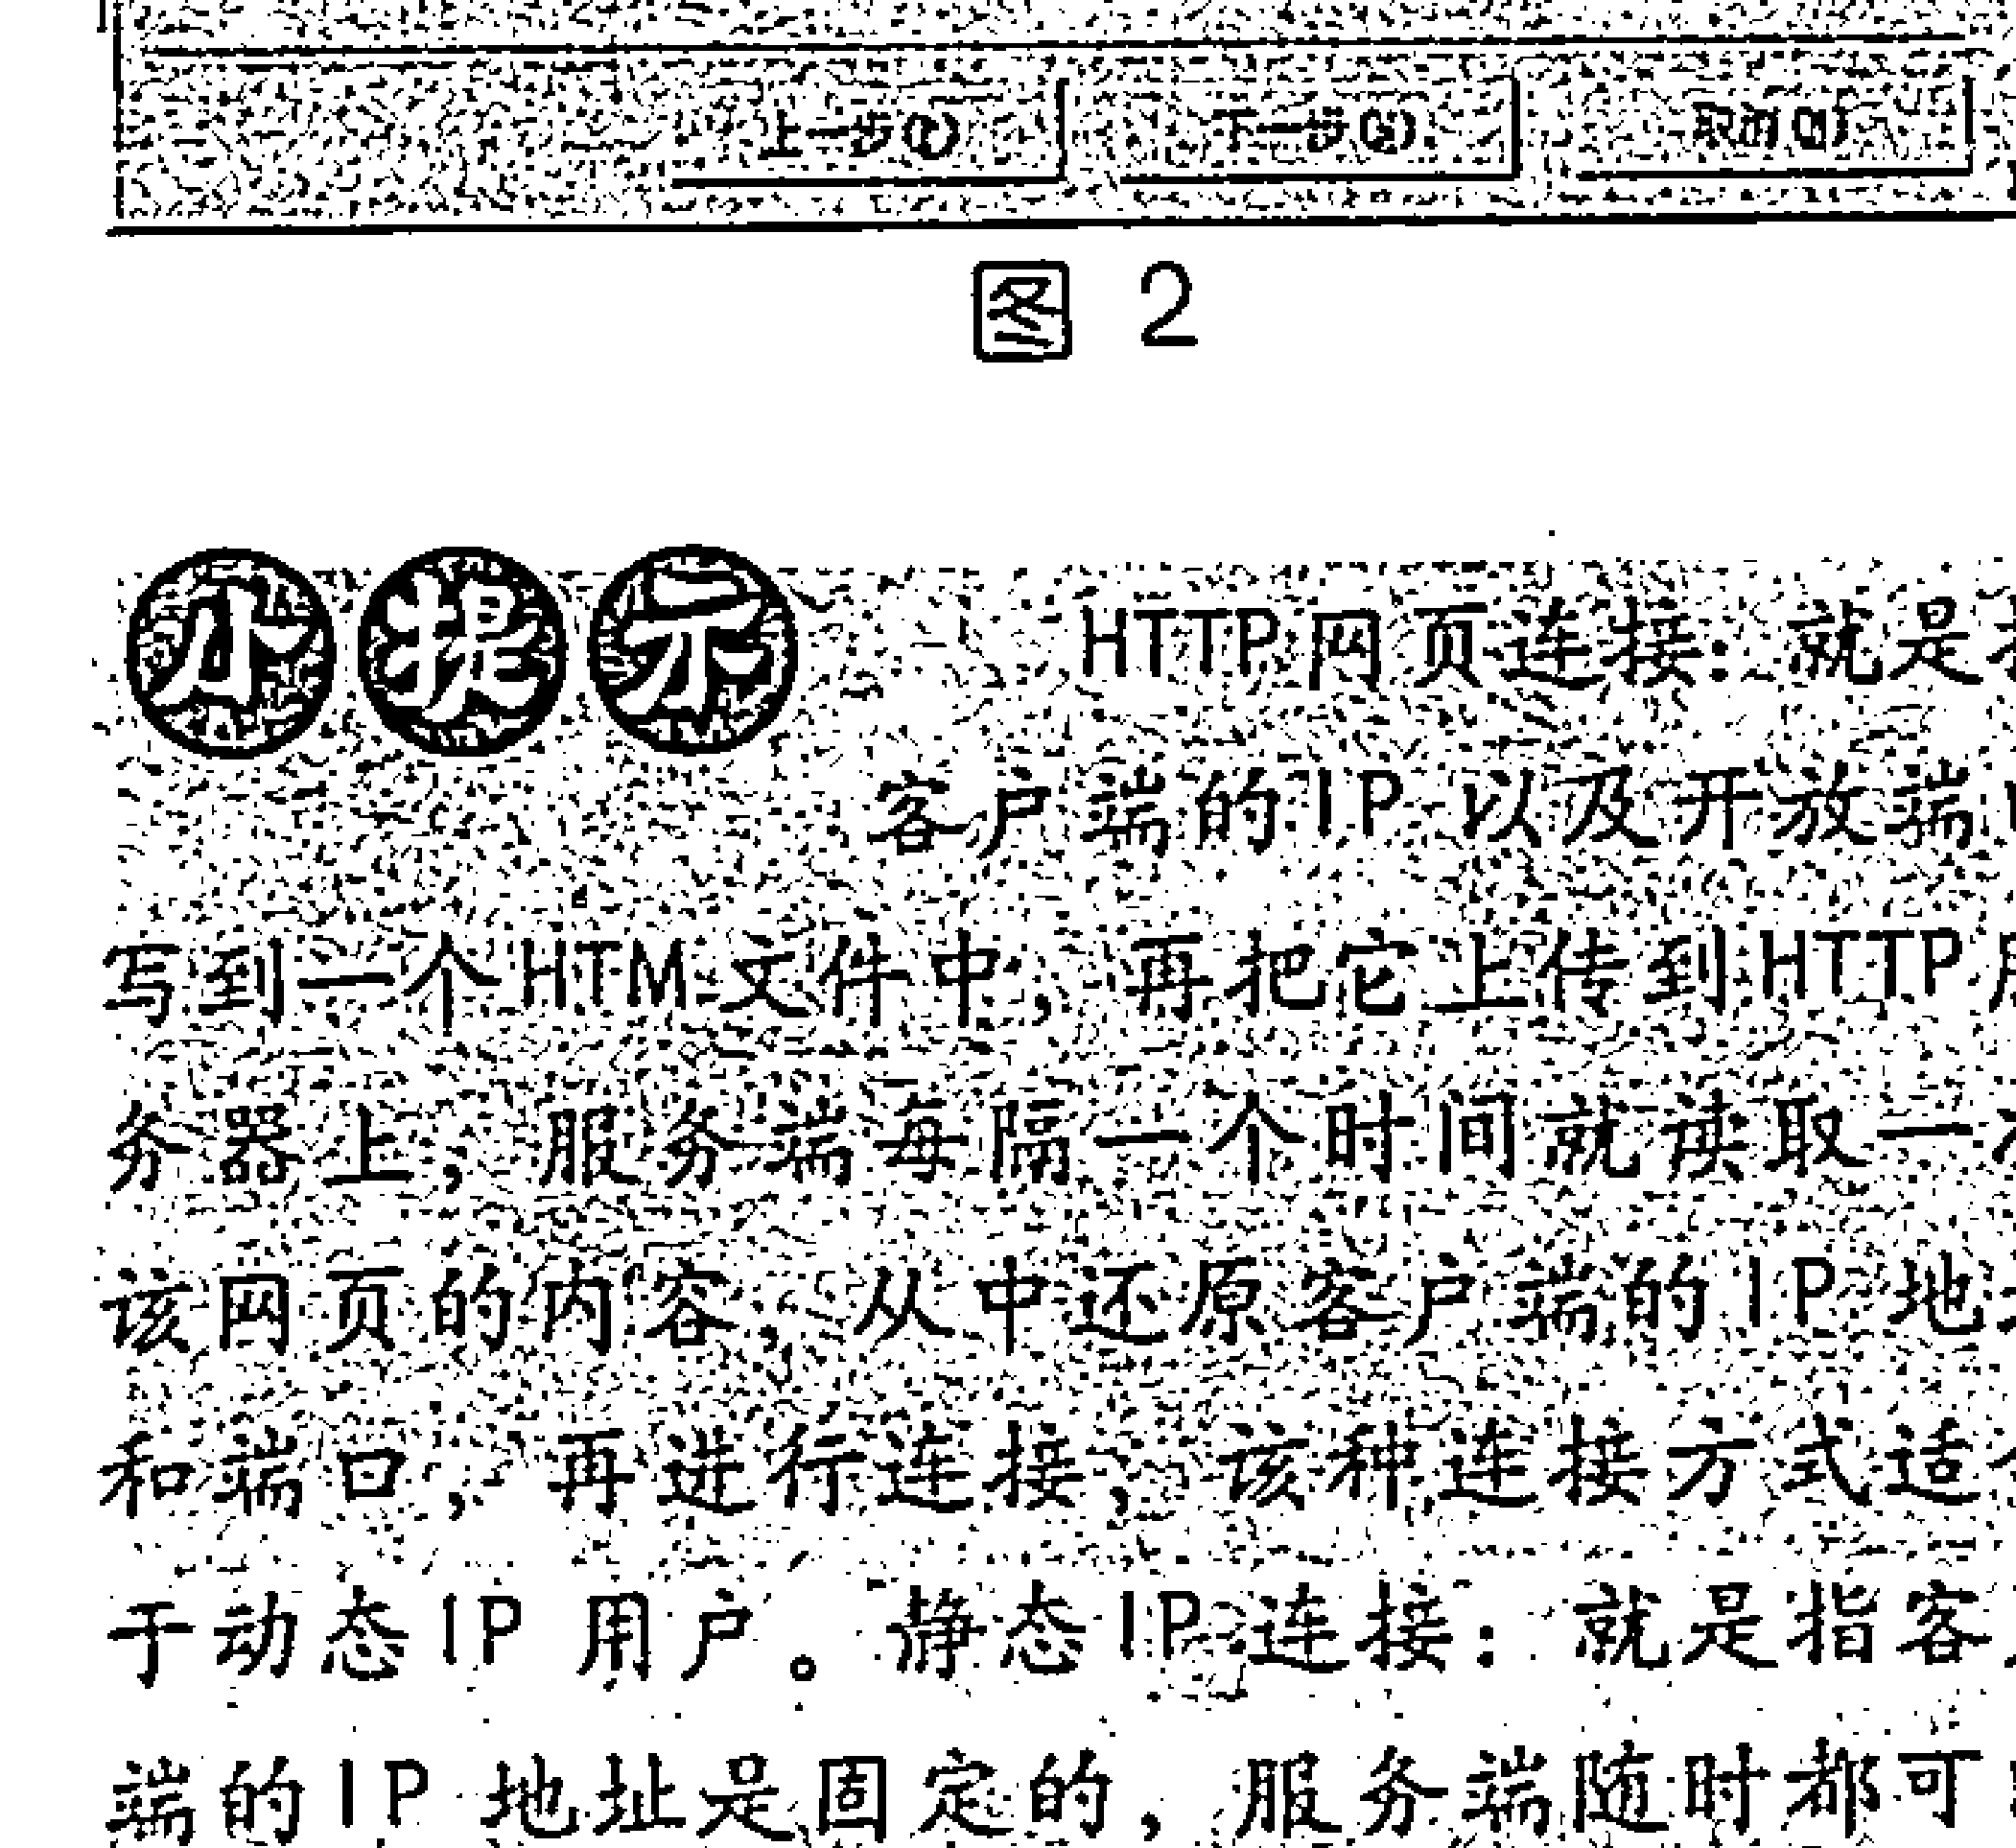 上一步 下一步 取消
图 2
小提示 HTTP网页连接：就是
客户端的IP 以及开放端
写到一个HTM文件中，再把它上传到HTTP
务器上，服务端每隔一个时间就读取一
该网页的内容，从中还原客户端的IP 地
和端口，再进行连接，该种连接方式适
于动态IP 用户。静态IP连接：就是指客
端的IP 地址是固定的，服务端随时都可